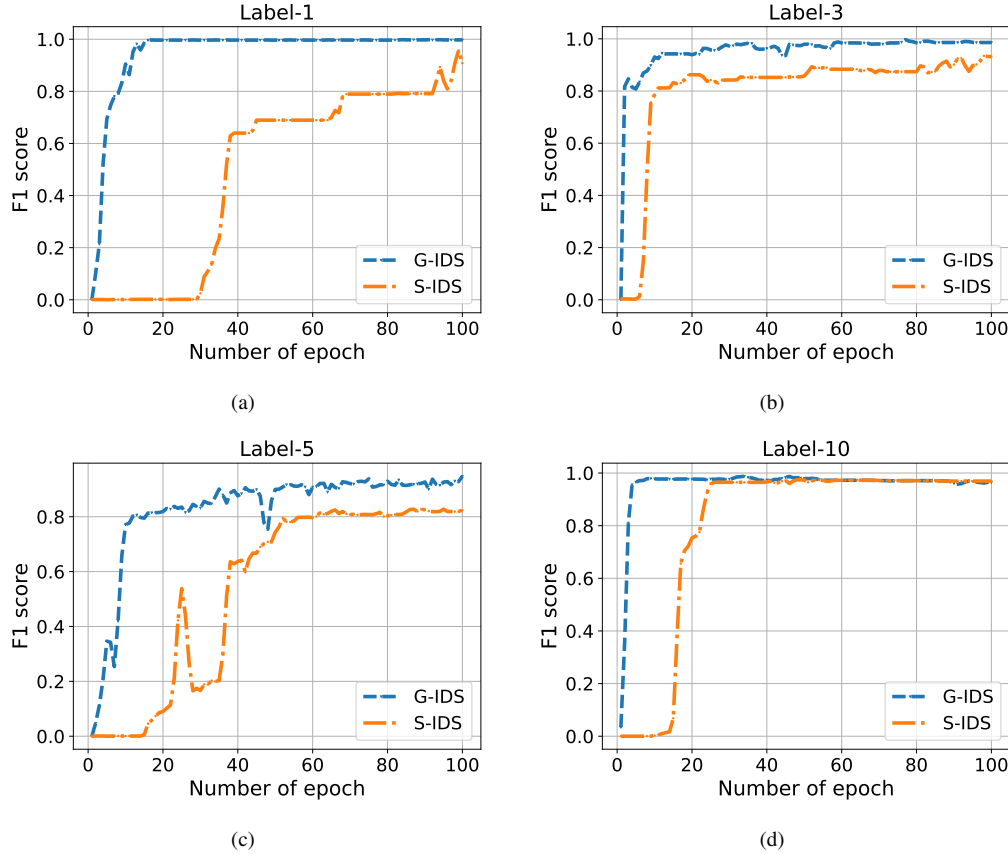 Label-1
1.0
0.8
0.6
0.4
0.2
0.0
F1 score
G-IDS
S-IDS
0 20 40 60 80 100
Number of epoch
(a)
Label-3
1.0
0.8
0.6
0.4
0.2
0.0
F1 score
G-IDS
S-IDS
0 20 40 60 80 100
Number of epoch
(b)
Label-5
0.8
0.6
0.4
0.2
0.0
F1 score
G-IDS
S-IDS
0 20 40 60 80 100
Number of epoch
(c)
Label-10
1.0
0.8
0.6
0.4
0.2
0.0
F1 score
G-IDS
S-IDS
0 20 40 60 80 100
Number of epoch
(d)